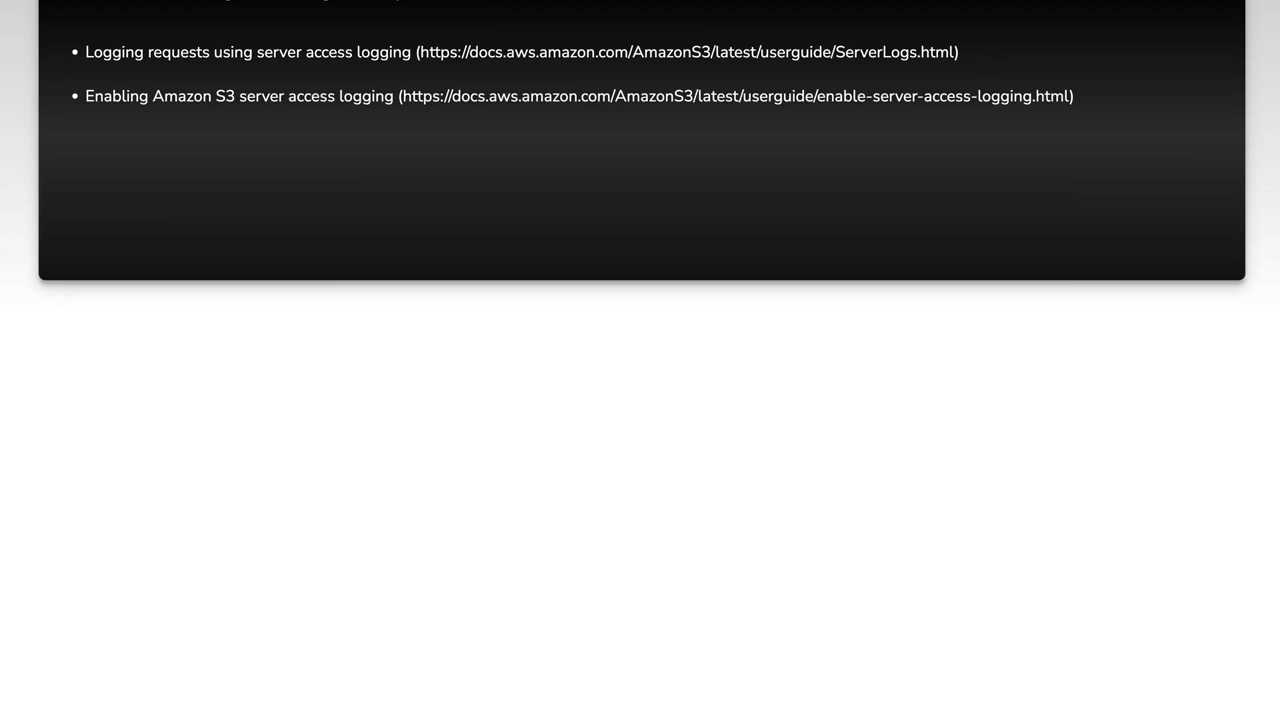 • Logging requests using server access logging (https://docs.aws.amazon.com/AmazonS3/latest/userguide/ServerLogs.html)
• Enabling Amazon S3 server access logging (https://docs.aws.amazon.com/AmazonS3/latest/userguide/enable-server-access-logging.html)